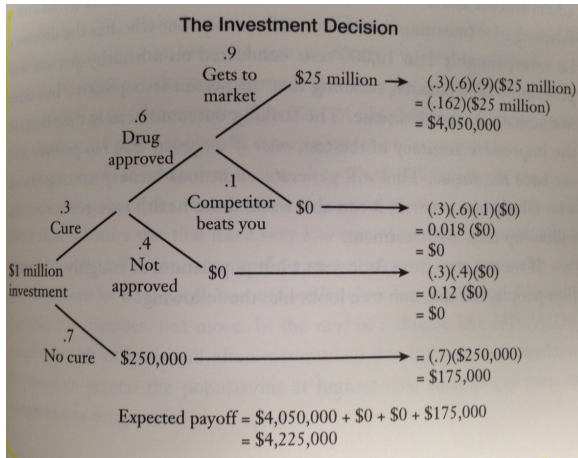 The Investment Decision
.9
Gets to
market
$25 million
(.3)(.6)(.9)($25 million)
= (.162)($25 million)
= $4,050,000
.6
Drug
approved
.1
Competitor
beats you
$0
(.3)(.6)(.1)($0)
= 0.018 ($0)
= $0
.3
Cure
.4
Not
approved
$0
(.3)(.4)($0)
= 0.12 ($0)
= $0
$1 million
investment
.7
No cure
$250,000
= (.7)($250,000)
= $175,000
Expected payoff = $4,050,000 + $0 + $0 + $175,000
= $4,225,000